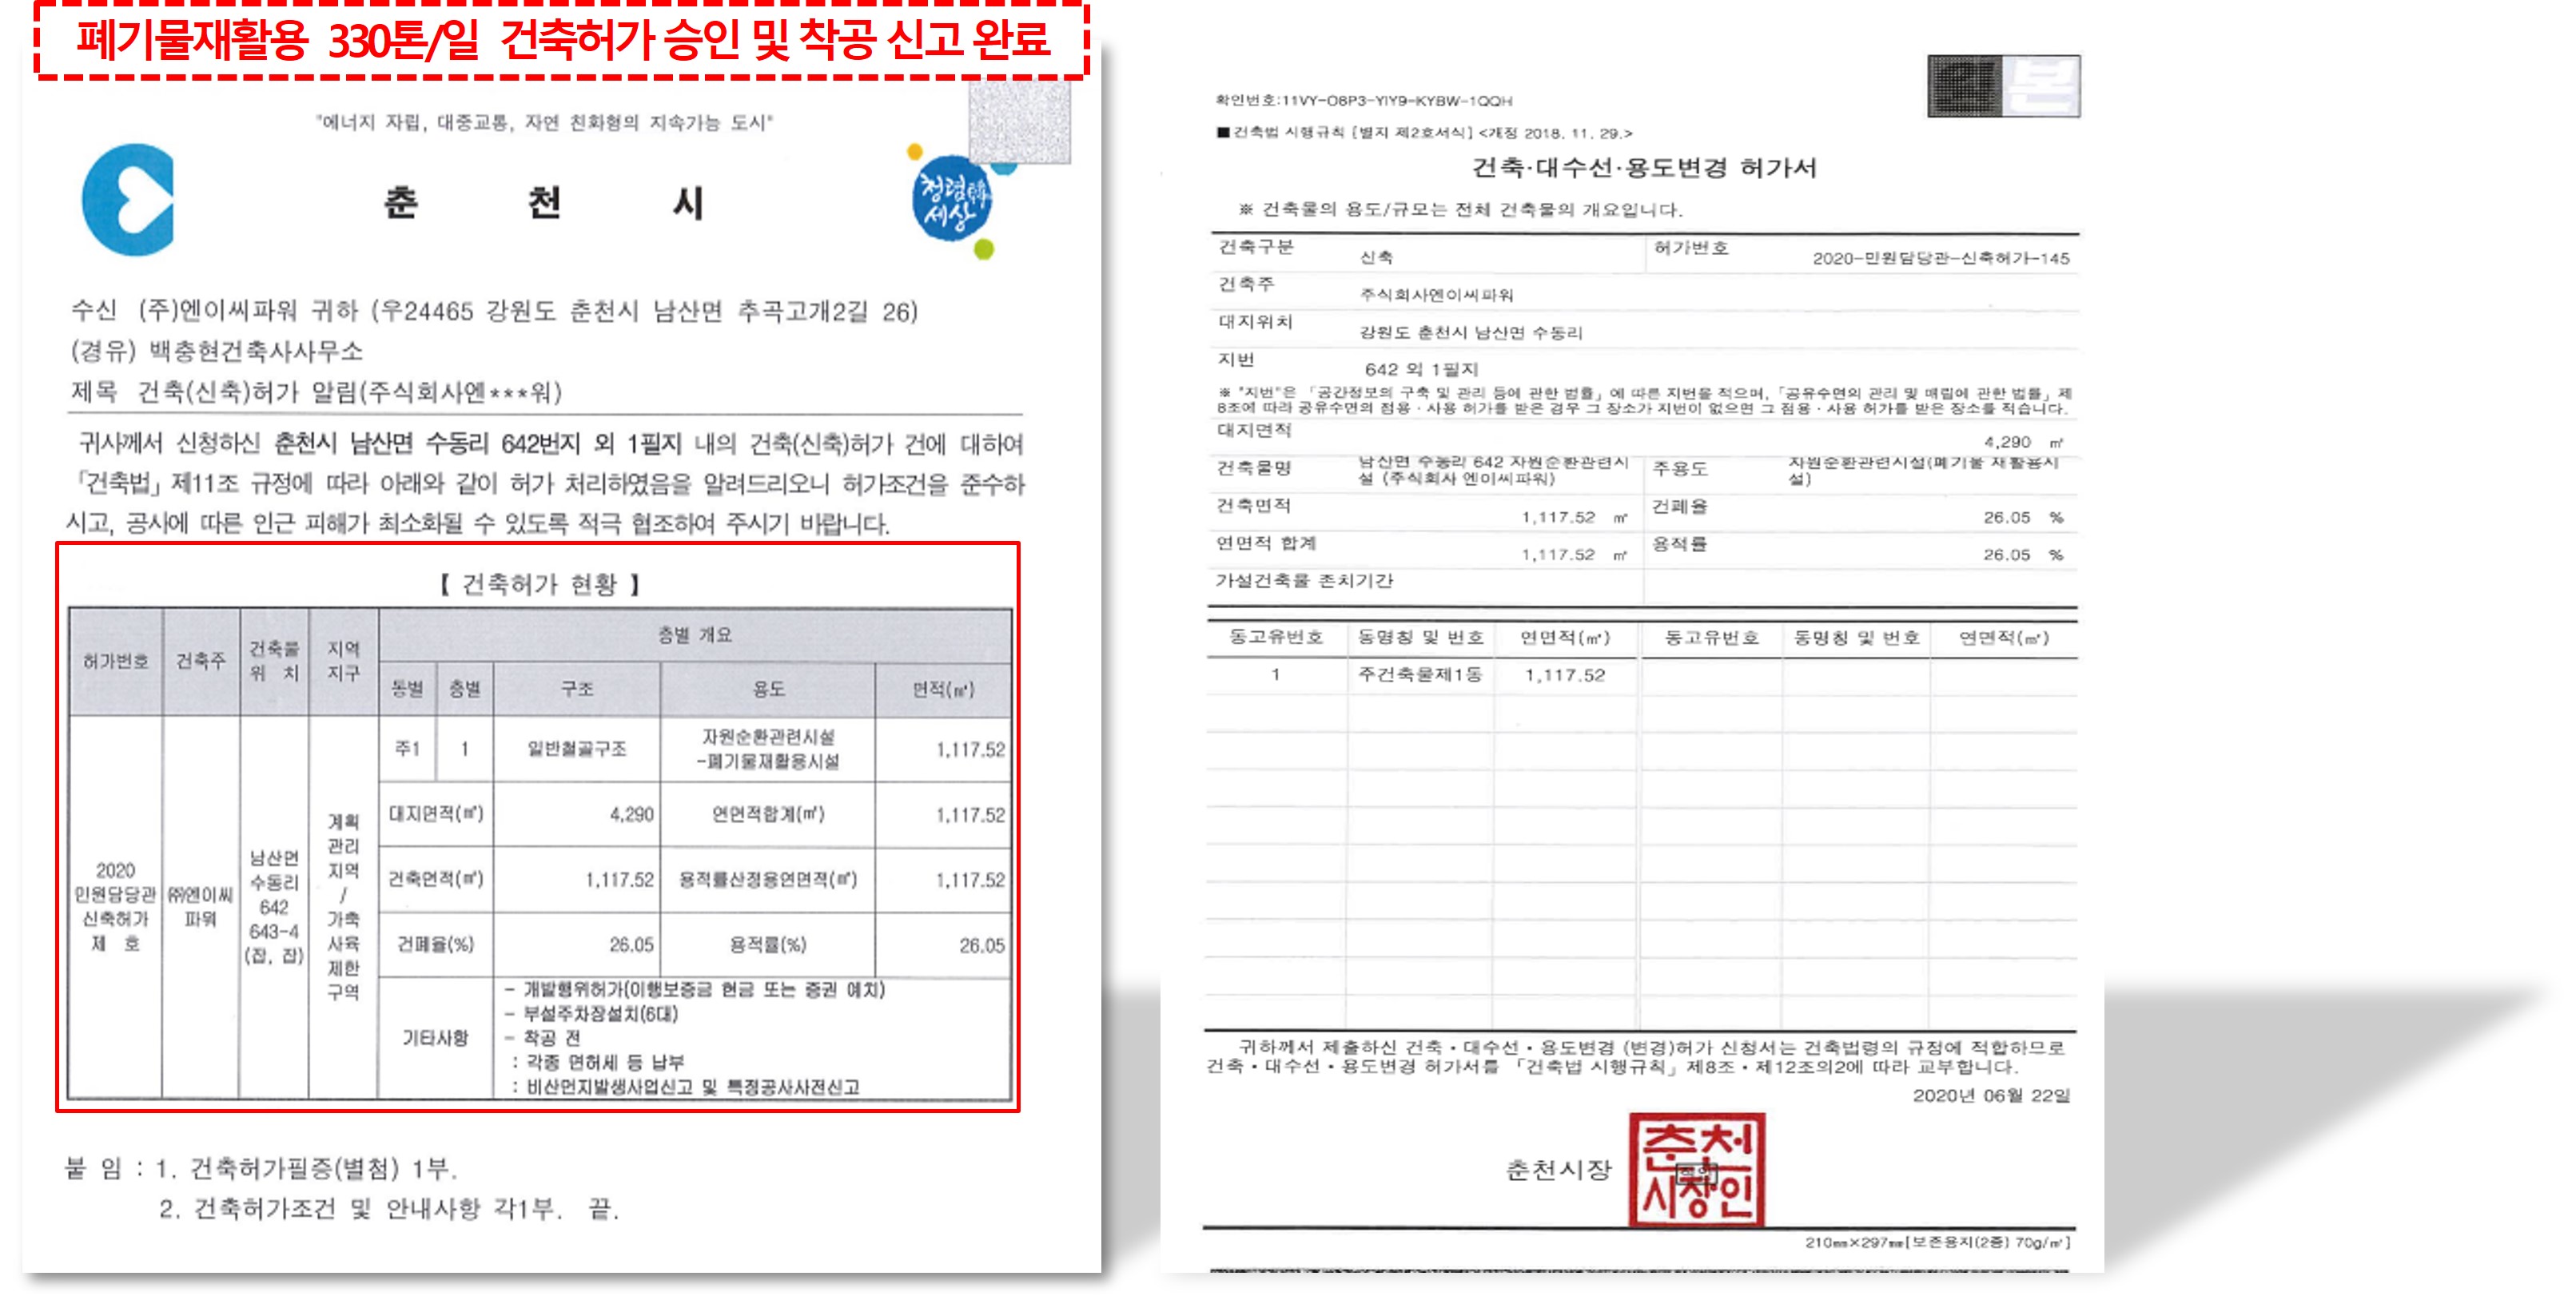 폐기물재활용 330톤/일 건축허가 승인 및 착공 신고 완료
"에너지 자립, 대중교통, 자연 친화형의 지속가능 도시"
춘 천 시
청렴
세상
수신 (주)엔이씨파워 귀하 (우24465 강원도 춘천시 남산면 추곡고개2길 26)
(경유) 백충현건축사사무소
제목 건축(신축)허가 알림(주식회사엔***워)
귀사께서 신청하신 춘천시 남산면 수동리 642번지 외 1필지 내의 건축(신축)허가 건에 대하여
「건축법」 제11조 규정에 따라 아래와 같이 허가 처리하였음을 알려드리오니 허가조건을 준수하
시고, 공사에 따른 인근 피해가 최소화될 수 있도록 적극 협조하여 주시기 바랍니다.
【 건축허가 현황 】
허가번호 건축주 건축물 위 치 지역 지구 층별 개요
동별 층별 구조 용도 면적(㎡)
2020 민원담당관 신축허가 제 호
㈜엔이씨 파워
남산면 수동리 642 643-4 (잡, 잡)
계획 관리 지역 / 가축 사육 제한 구역
주1 1 일반철골구조 자원순환관련시설 -폐기물재활용시설 1,117.52
대지면적(㎡) 4,290 연면적합계(㎡) 1,117.52
건축면적(㎡) 1,117.52 용적률산정용연면적(㎡) 1,117.52
건폐율(%) 26.05 용적률(%) 26.05
기타사항
- 개발행위허가(이행보증금 현금 또는 증권 예치)
- 부설주차장설치(6대)
- 착공 전
: 각종 면허세 등 납부
: 비산먼지발생사업신고 및 특정공사사전신고
붙 임 : 1. 건축허가필증(별첨) 1부.
2. 건축허가조건 및 안내사항 각1부. 끝.
본
확인번호:11VY-O8P3-YIY9-KYBW-1QQH
■건축법 시행규칙 [별지 제2호서식] <개정 2018. 11. 29.>
건축·대수선·용도변경 허가서
※ 건축물의 용도/규모는 전체 건축물의 개요입니다.
건축구분 신축 허가번호 2020-민원담당관-신축허가-145
건축주 주식회사엔이씨파워
대지위치 강원도 춘천시 남산면 수동리
지번 642 외 1필지
※ "지번"은 「공간정보의 구축 및 관리 등에 관한 법률」에 따른 지번을 적으며, 「공유수면의 관리 및 매립에 관한 법률」 제
8조에 따라 공유수면의 점용·사용 허가를 받은 경우 그 장소가 지번이 없으면 그 점용·사용 허가를 받은 장소를 적습니다.
대지면적 4,290 ㎡
건축물명 남산면 수동리 642 자원순환관련시설 (주식회사 엔이씨파워) 주용도 자원순환관련시설(폐기물 재활용시설)
건축면적 1,117.52 ㎡ 건폐율 26.05 %
연면적 합계 1,117.52 ㎡ 용적률 26.05 %
가설건축물 존치기간
동고유번호 동명칭 및 번호 연면적(㎡) 동고유번호 동명칭 및 번호 연면적(㎡)
1 주건축물제1동 1,117.52
귀하께서 제출하신 건축·대수선·용도변경 (변경)허가 신청서는 건축법령의 규정에 적합하므로
건축·대수선·용도변경 허가서를 「건축법 시행규칙」 제8조·제12조의2에 따라 교부합니다.
2020년 06월 22일
춘천시장
춘천
시장인
210㎜×297㎜[보존용지(2종) 70g/㎡]